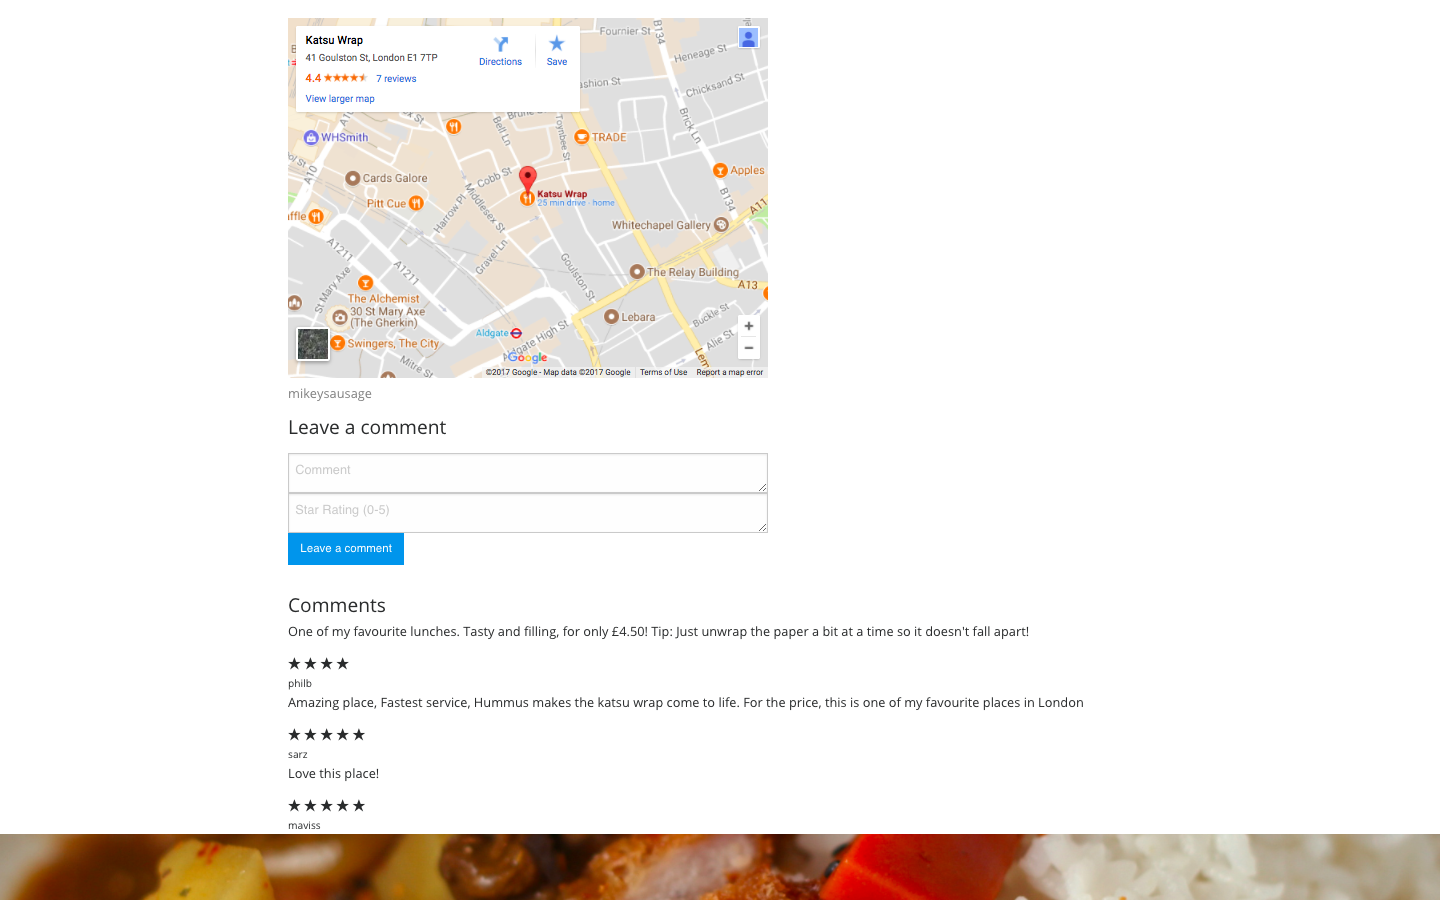 Katsu Wrap
41 Goulston St, London E1 7TP
4.4 7 reviews
View larger map
Directions
Save
Fournier St
B134
Heneage St
Chicksand St
ashion St
Brick Ln
Bell Ln
Toynbee St
TRADE
WHSmith
A10
Apples
Cards Galore
Cobb St
B134
Katsu Wrap
25 min drive - home
Pitt Cue
Harrow Pl
Middlesex St
A11
ffle
Whitechapel Gallery
A1211
A1211
Gravel Ln
Goulston St
The Relay Building
A13
St Mary Axe
The Alchemist
30 St Mary Axe
(The Gherkin)
Lebara
Buckle St
Aldgate
Aldgate High St
Alie St
Swingers, The City
Mitre St
Lem
Google
+
−
©2017 Google - Map data ©2017 Google Terms of Use Report a map error
mikeysausage
Leave a comment
Comment
Star Rating (0-5)
Leave a comment
Comments
One of my favourite lunches. Tasty and filling, for only £4.50! Tip: Just unwrap the paper a bit at a time so it doesn't fall apart!
★★★★
philb
Amazing place, Fastest service, Hummus makes the katsu wrap come to life. For the price, this is one of my favourite places in London
★★★★★
sarz
Love this place!
★★★★★
maviss